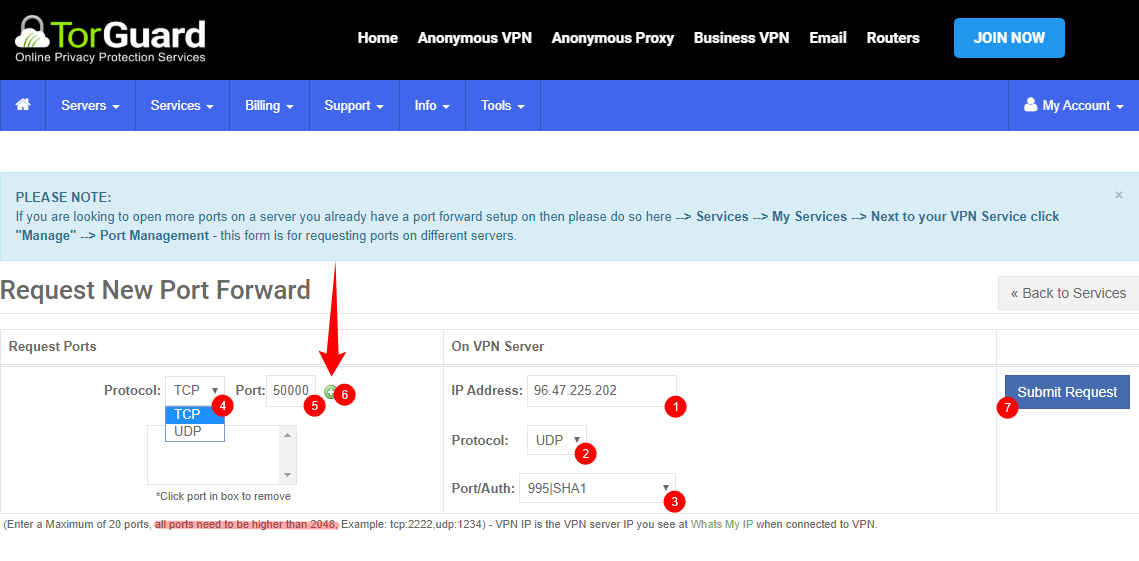 TorGuard
Online Privacy Protection Services
Home Anonymous VPN Anonymous Proxy Business VPN Email Routers JOIN NOW
Servers Services Billing Support Info Tools My Account
PLEASE NOTE: ×
If you are looking to open more ports on a server you already have a port forward setup on then please do so here --> Services --> My Services --> Next to your VPN Service click
"Manage" --> Port Management - this form is for requesting ports on different servers.
Request New Port Forward
« Back to Services
Request Ports On VPN Server
Protocol: TCP Port: 50000 6 IP Address: 96.47.225.202 Submit Request
4 5 1 7
TCP
UDP
Protocol: UDP
2
Port/Auth: 995|SHA1
3
*Click port in box to remove
(Enter a Maximum of 20 ports, all ports need to be higher than 2048, Example: tcp:2222,udp:1234) - VPN IP is the VPN server IP you see at Whats My IP when connected to VPN.